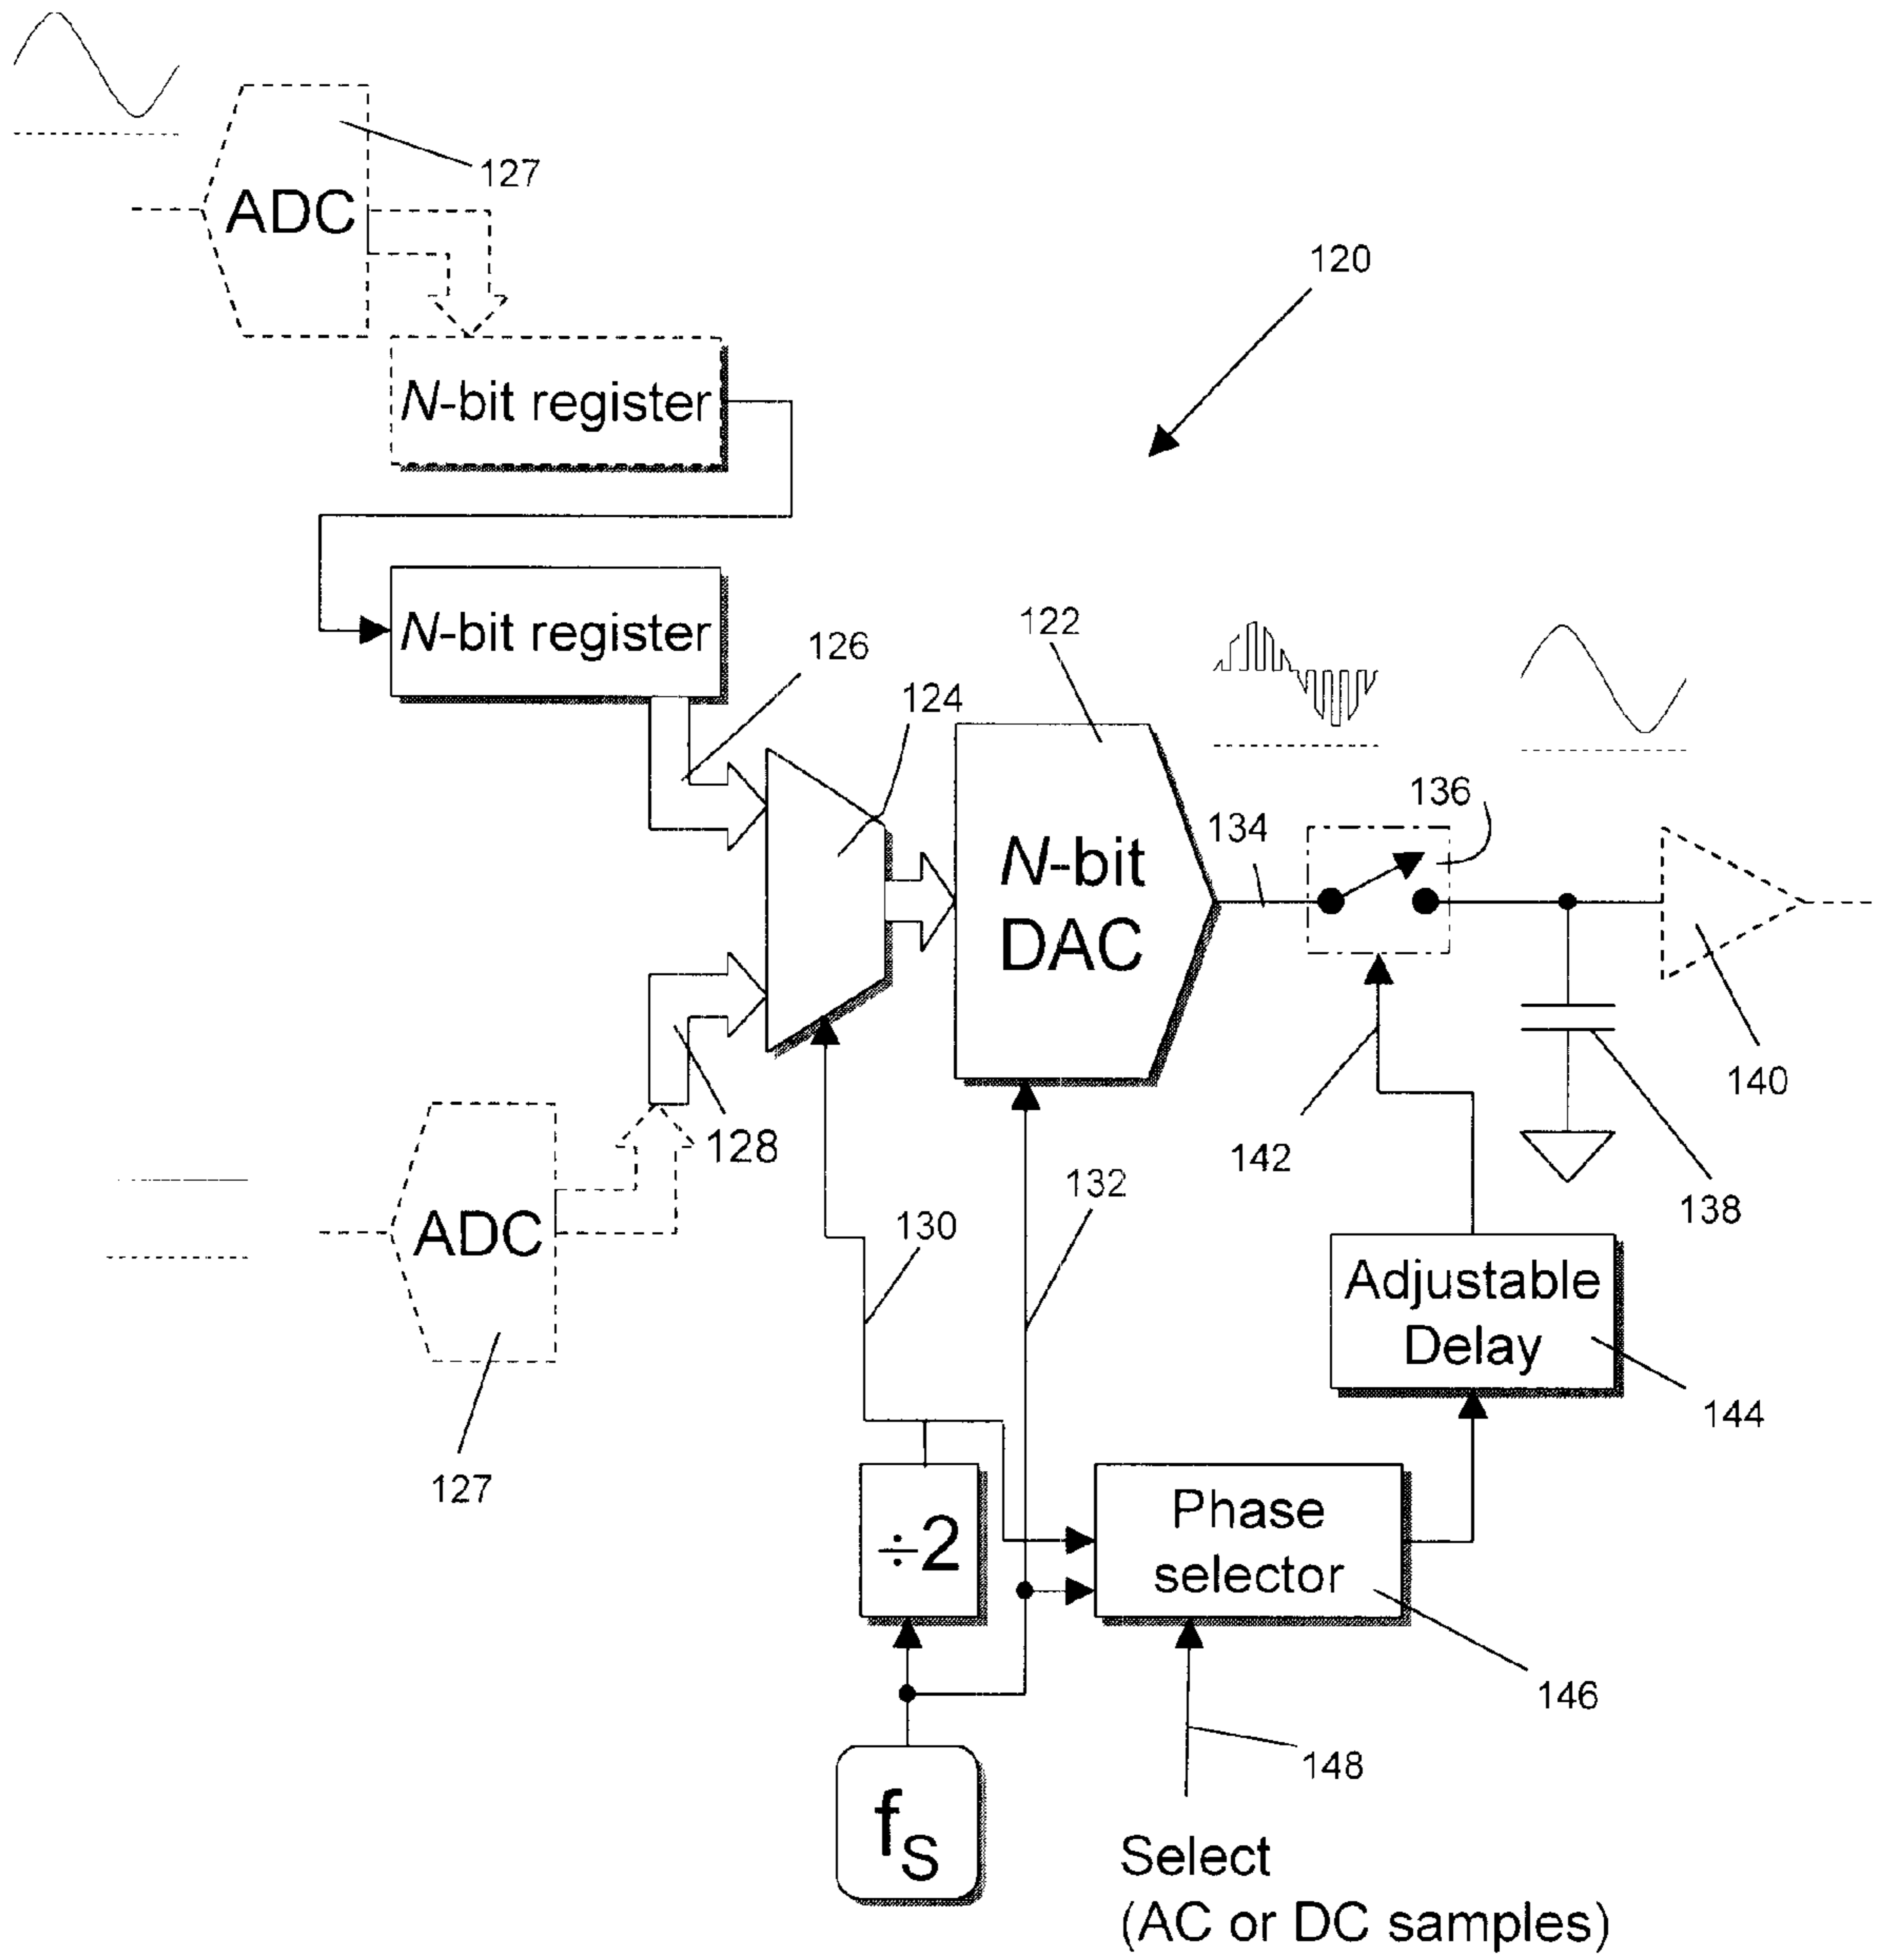 127
ADC
120
N-bit register
N-bit register
126
124
122
136
134
N-bit
DAC
140
128
142
138
132
130
ADC
127
Adjustable
Delay
144
÷2
Phase
selector
146
148
fS
Select
(AC or DC samples)